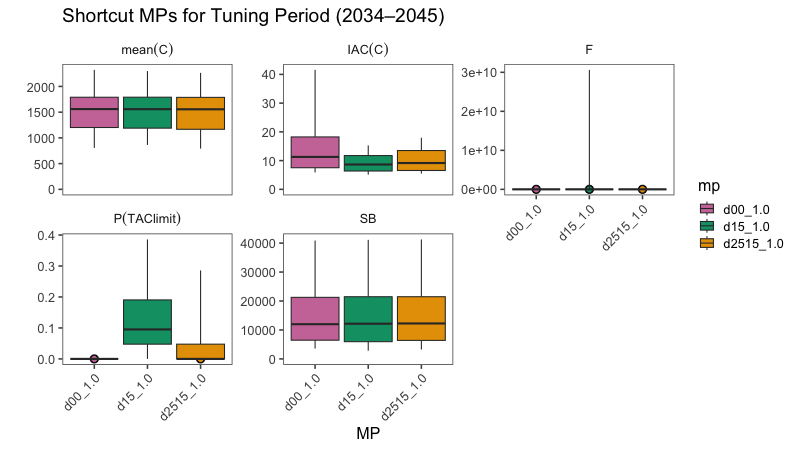 Shortcut MPs for Tuning Period (2034–2045)
mean(C)
IAC(C)
F
2000
1500
1000
500
0
40
30
20
10
0
3e+10
2e+10
1e+10
0e+00
d00_1.0
d15_1.0
d2515_1.0
P(TAClimit)
SB
0.4
0.3
0.2
0.1
0.0
40000
30000
20000
10000
0
d00_1.0
d15_1.0
d2515_1.0
d00_1.0
d15_1.0
d2515_1.0
MP
mp
d00_1.0
d15_1.0
d2515_1.0